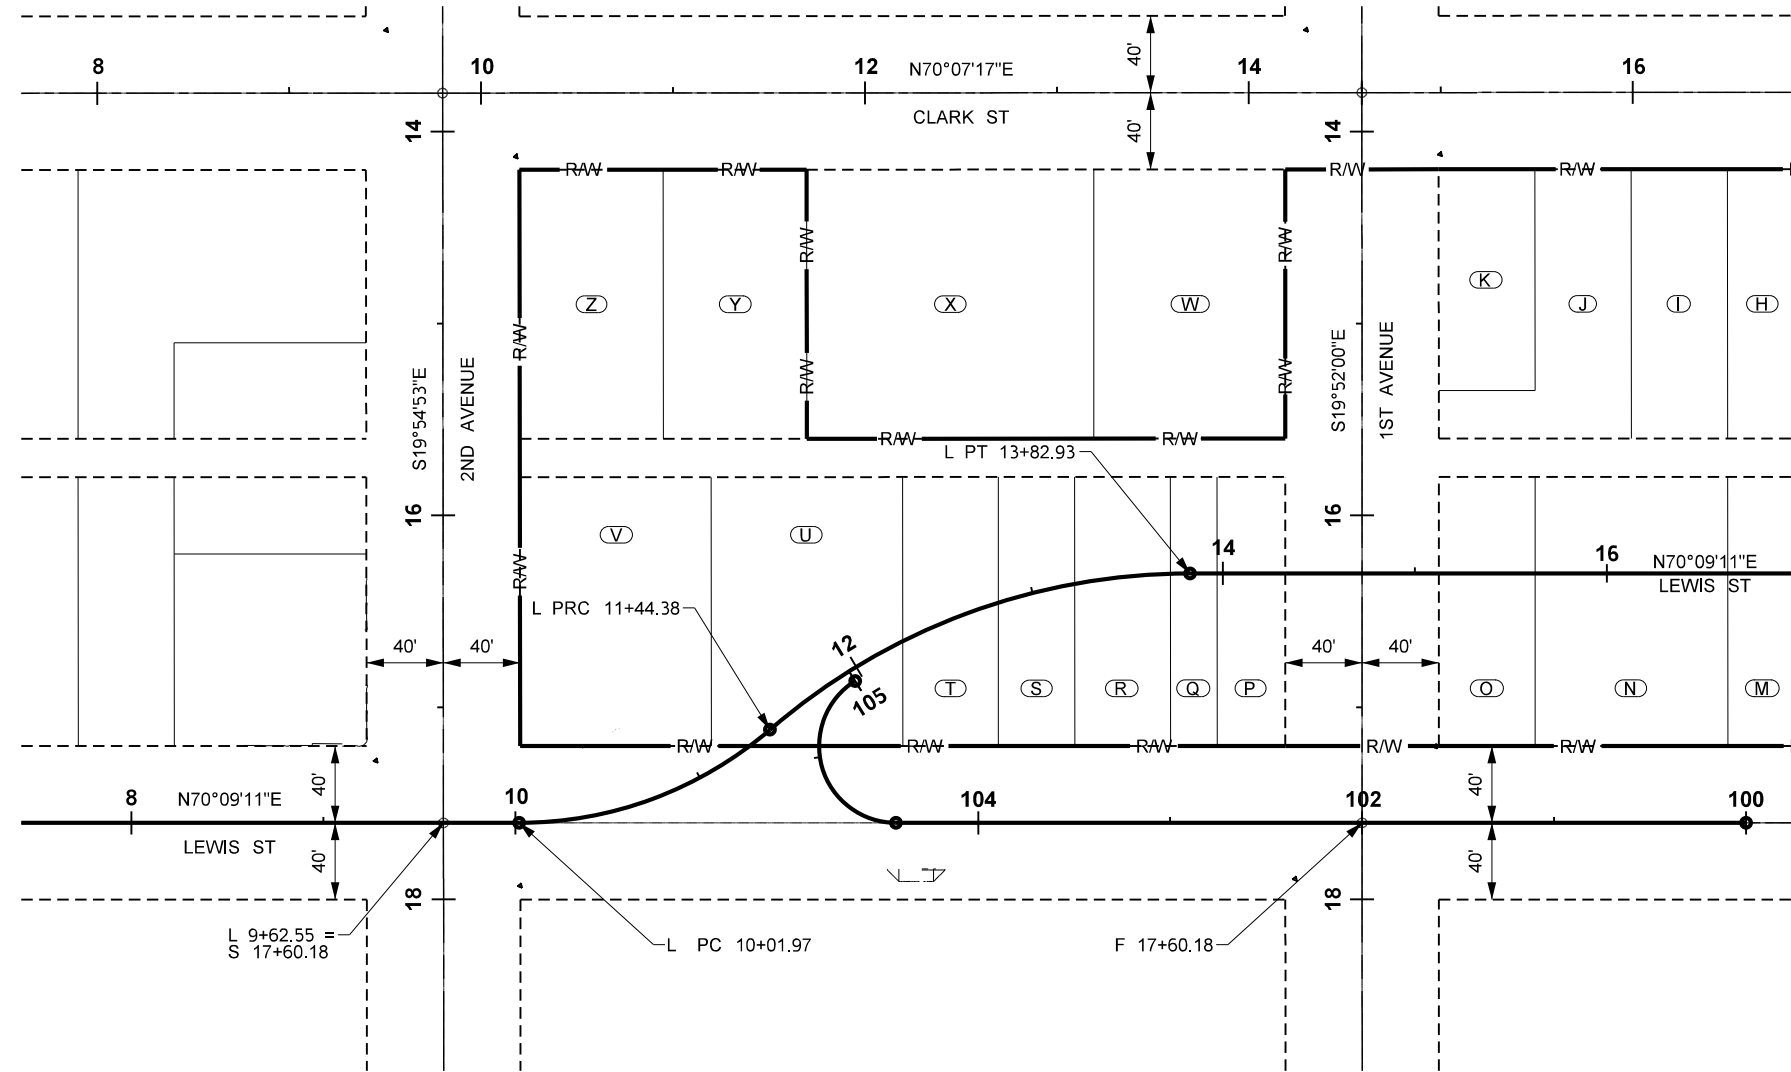 40'
8
10
12
N70°07'17"E
14
16
CLARK ST
40'
14
14
R/W
R/W
R/W
R/W
R/W
R/W
Z
Y
X
W
K
J
I
H
R/W
R/W
R/W
R/W
S19°54'53"E
2ND AVENUE
S19°52'00"E
1ST AVENUE
R/W
R/W
L PT 13+82.93
16
16
V
U
14
16
N70°09'11"E
LEWIS ST
R/W
L PRC 11+44.38
40'
40'
12
105
40'
40'
T
S
R
Q
P
O
N
M
R/W
R/W
R/W
R/W
R/W
40'
40'
8
N70°09'11"E
10
104
102
100
LEWIS ST
40'
40'
18
18
L 9+62.55 =
S 17+60.18
L PC 10+01.97
F 17+60.18